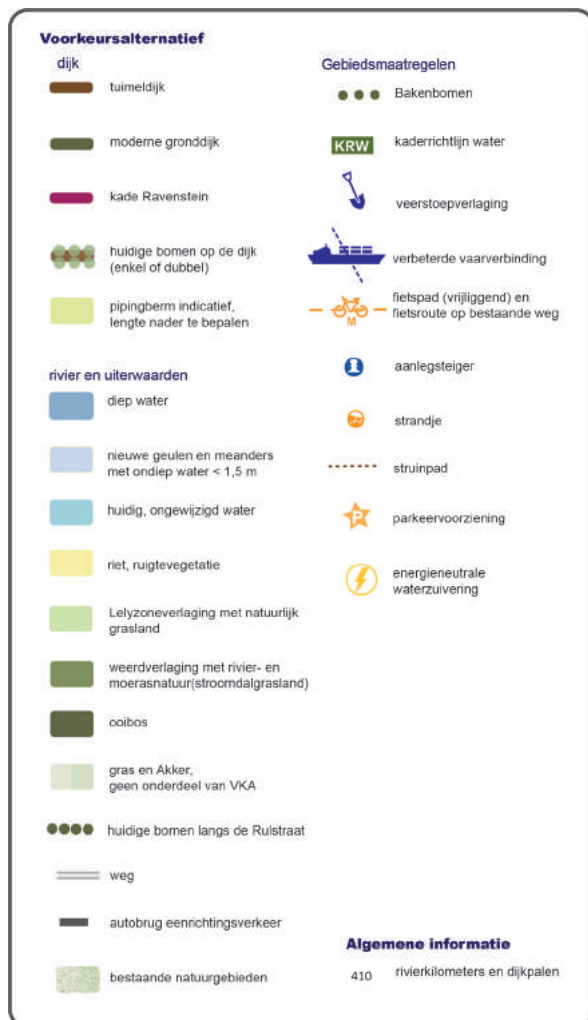 Voorkeursalternatief
dijk
tuimeldijk
moderne gronddijk
kade Ravenstein
huidige bomen op de dijk
(enkel of dubbel)
pipingberm indicatief,
lengte nader te bepalen
rivier en uiterwaarden
diep water
nieuwe geulen en meanders
met ondiep water < 1,5 m
huidig, ongewijzigd water
riet, ruigtevegetatie
Lelyzoneverlaging met natuurlijk
grasland
weerdverlaging met rivier- en
moerasnatuur(stroomdalgrasland)
ooibos
gras en Akker,
geen onderdeel van VKA
huidige bomen langs de Rulstraat
weg
autobrug eenrichtingsverkeer
bestaande natuurgebieden
Gebiedsmaatregelen
Bakenbomen
KRW
kaderrichtlijn water
veerstoepverlaging
verbeterde vaarverbinding
M
fietspad (vrijliggend) en
fietsroute op bestaande weg
aanlegsteiger
strandje
struinpad
P
parkeervoorziening
energieneutrale
waterzuivering
Algemene informatie
410
rivierkilometers en dijkpalen